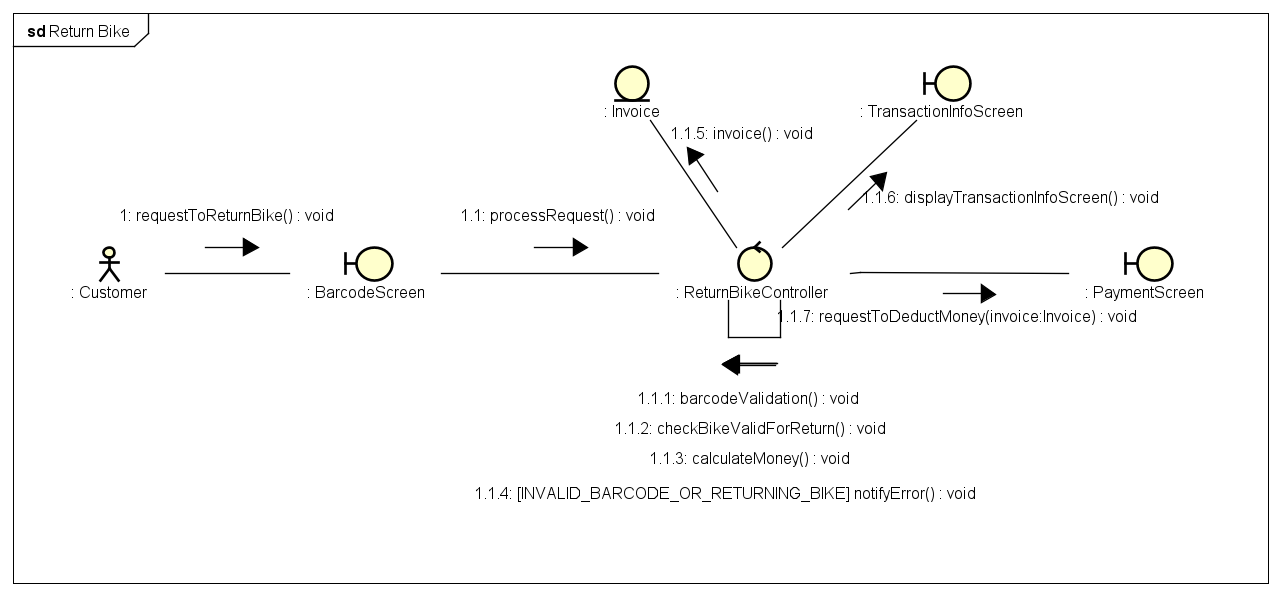 sd Return Bike
: Invoice
: TransactionInfoScreen
1.1.5: invoice() : void
1.1.6: displayTransactionInfoScreen() : void
1: requestToReturnBike() : void
1.1: processRequest() : void
: Customer
: BarcodeScreen
: ReturnBikeController
: PaymentScreen
1.1.7: requestToDeductMoney(invoice:Invoice) : void
1.1.1: barcodeValidation() : void
1.1.2: checkBikeValidForReturn() : void
1.1.3: calculateMoney() : void
1.1.4: [INVALID_BARCODE_OR_RETURNING_BIKE] notifyError() : void